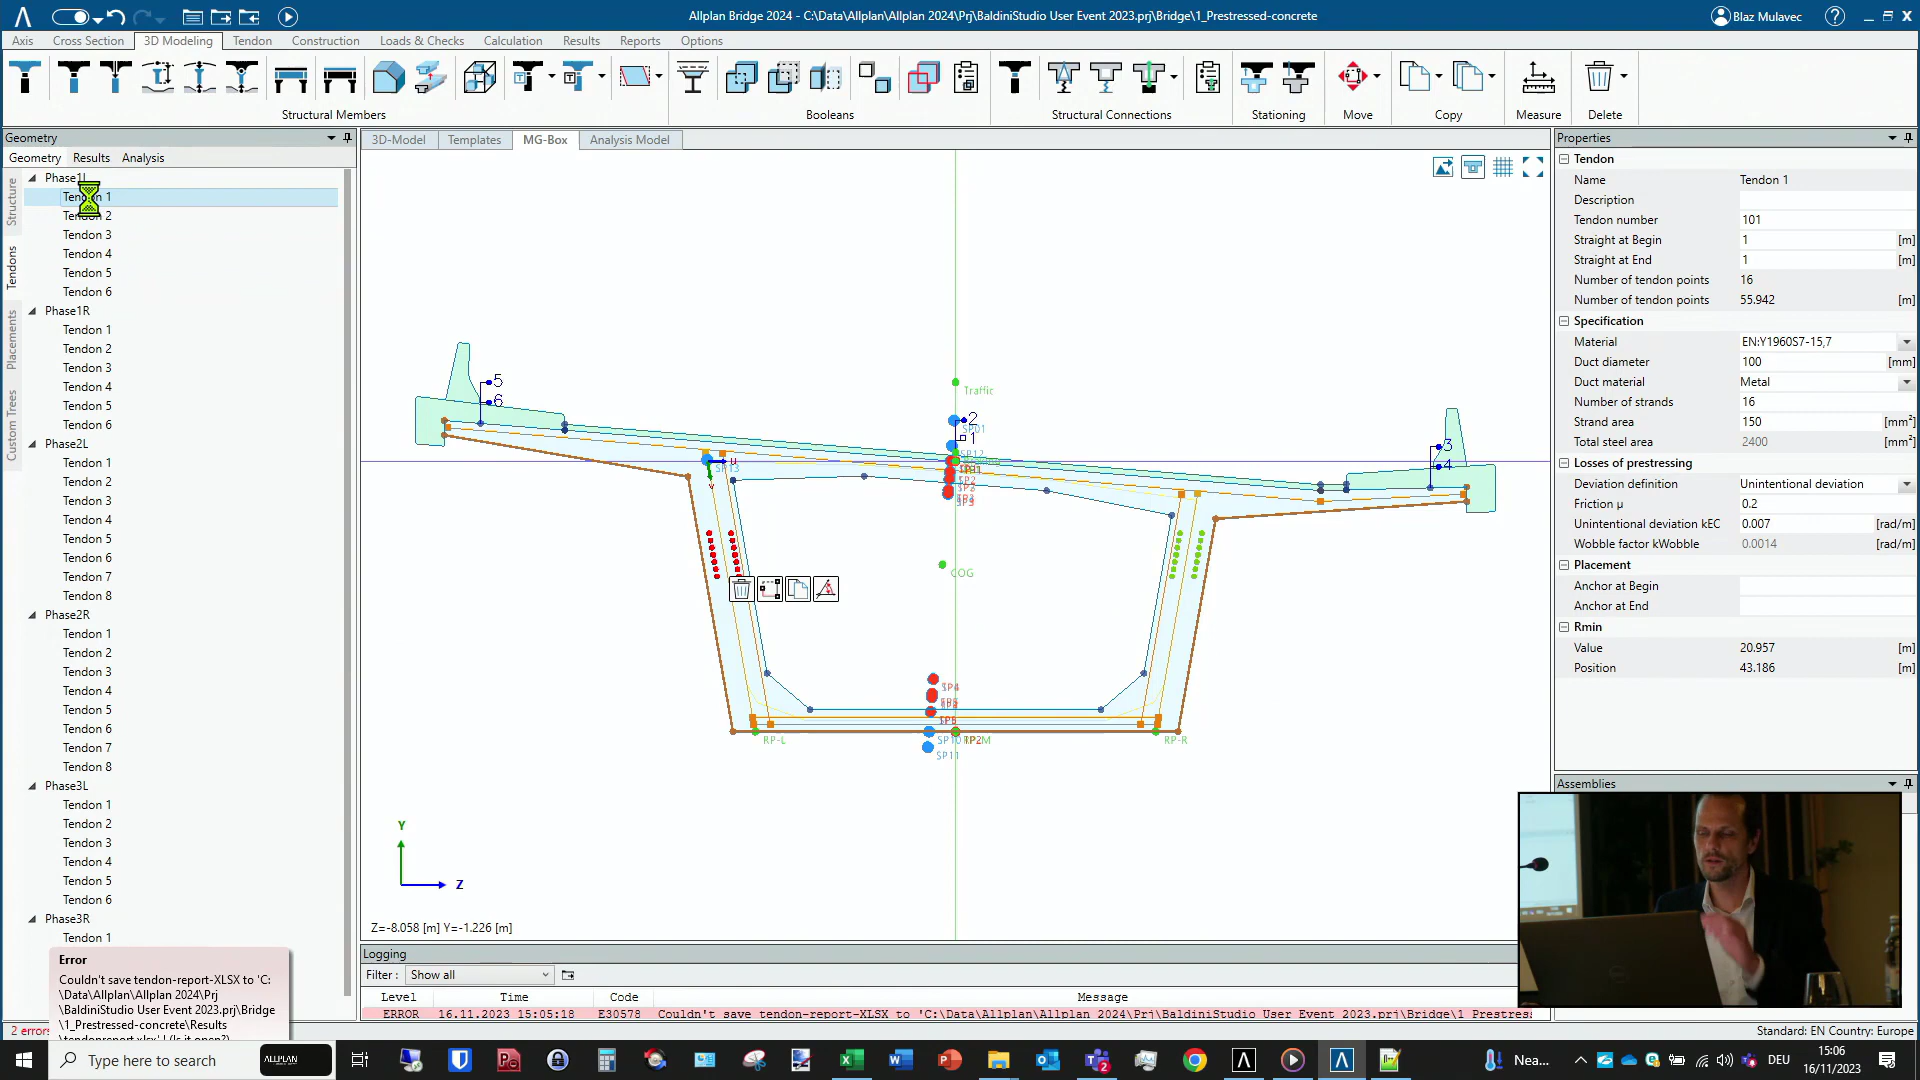 Allplan Bridge 2024 - C:\Data\Allplan\Allplan 2024\Prj\BaldiniStudio User Event 2023.prj\Bridge\1_Prestressed-concrete
Blaz Mulavec
Axis Cross Section 3D Modeling Tendon Construction Loads & Checks Calculation Results Reports Options
Structural Members Booleans Structural Connections Stationing Move Copy Measure Delete
Geometry
Geometry Results Analysis
Structure
Tendons
Placements
Custom Trees
Phase1L
Tendon 1
Tendon 2
Tendon 3
Tendon 4
Tendon 5
Tendon 6
Phase1R
Tendon 1
Tendon 2
Tendon 3
Tendon 4
Tendon 5
Tendon 6
Phase2L
Tendon 1
Tendon 2
Tendon 3
Tendon 4
Tendon 5
Tendon 6
Tendon 7
Tendon 8
Phase2R
Tendon 1
Tendon 2
Tendon 3
Tendon 4
Tendon 5
Tendon 6
Tendon 7
Tendon 8
Phase3L
Tendon 1
Tendon 2
Tendon 3
Tendon 4
Tendon 5
Tendon 6
Phase3R
Tendon 1
Error
Couldn't save tendon-report-XLSX to 'C:
\Data\Allplan\Allplan 2024\Prj
\BaldiniStudio User Event 2023.prj\Bridge
\1_Prestressed-concrete\Results
2 errors
3D-Model Templates MG-Box Analysis Model
5
6
Traffic
2
SP01
1
3
4
SP13
u
v
COG
SP4
SP10
SP11
RP-L
RP-R
Y
Z
Z=-8.058 [m] Y=-1.226 [m]
Logging
Filter : Show all
Level Time Code Message
ERROR 16.11.2023 15:05:18 E30578 Couldn't save tendon-report-XLSX to 'C:\Data\Allplan\Allplan 2024\Prj\BaldiniStudio User Event 2023.prj\Bridge\1_Prestress
Properties
Tendon
Name Tendon 1
Description
Tendon number 101
Straight at Begin 1 [m]
Straight at End 1 [m]
Number of tendon points 16
Number of tendon points 55.942 [m]
Specification
Material EN:Y1960S7-15,7
Duct diameter 100 [mm]
Duct material Metal
Number of strands 16
Strand area 150 [mm²]
Total steel area 2400 [mm²]
Losses of prestressing
Deviation definition Unintentional deviation
Friction µ 0.2
Unintentional deviation kEC 0.007 [rad/m]
Wobble factor kWobble 0.0014 [rad/m]
Placement
Anchor at Begin
Anchor at End
Rmin
Value 20.957 [m]
Position 43.186 [m]
Assemblies
Standard: EN Country: Europe
Type here to search
ALLPLAN
Nea...
DEU
15:06
16/11/2023